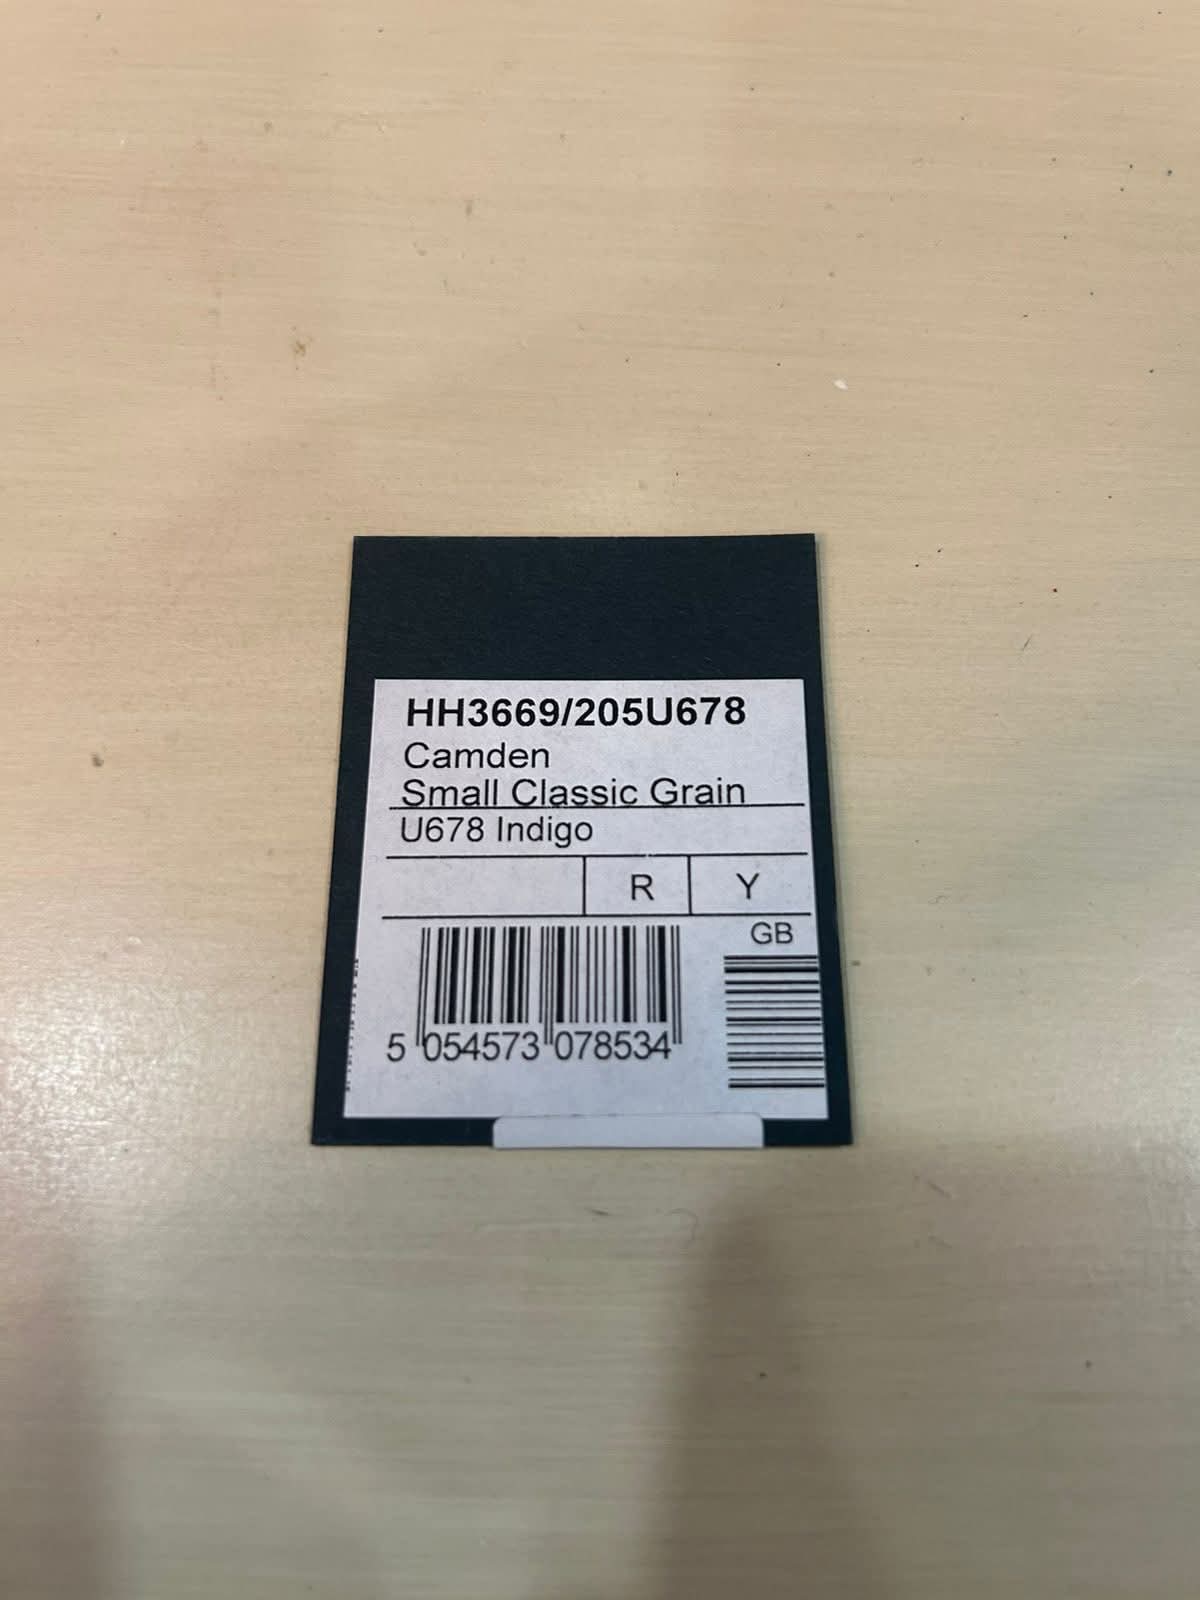 HH3669/205U678
Camden
Small Classic Grain
U678 Indigo
R Y
GB
5 054573 078534